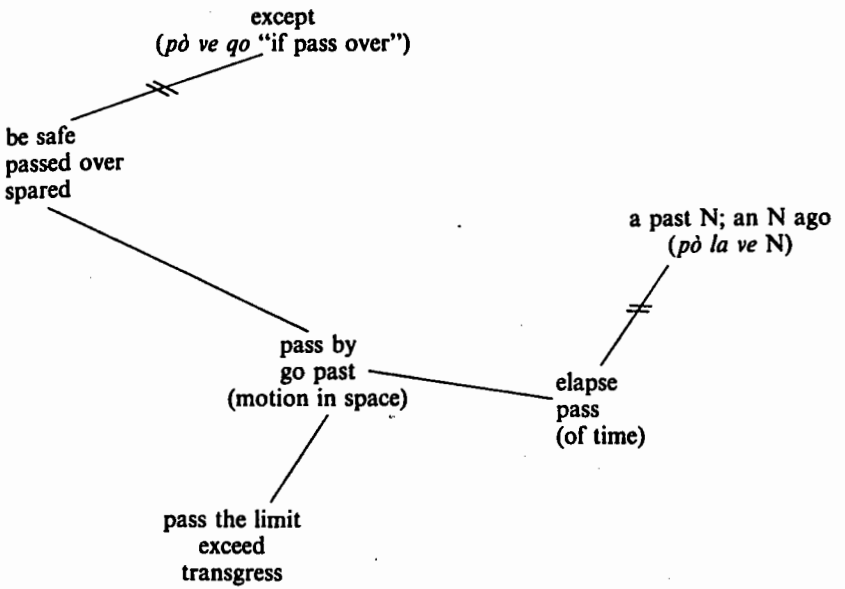 except
(pò ve qo “if pass over”)
be safe
passed over
spared
a past N; an N ago
(pò la ve N)
pass by
go past
(motion in space)
elapse
pass
(of time)
pass the limit
exceed
transgress